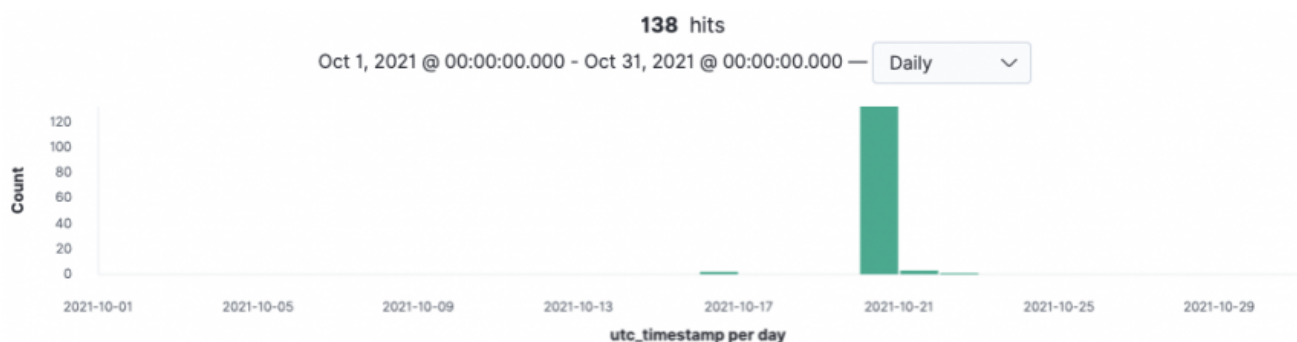 138 hits
Oct 1, 2021 @ 00:00:00.000 - Oct 31, 2021 @ 00:00:00.000 — Daily
Count
120
100
80
60
40
20
0
2021-10-01 2021-10-05 2021-10-09 2021-10-13 2021-10-17 2021-10-21 2021-10-25 2021-10-29
utc_timestamp per day